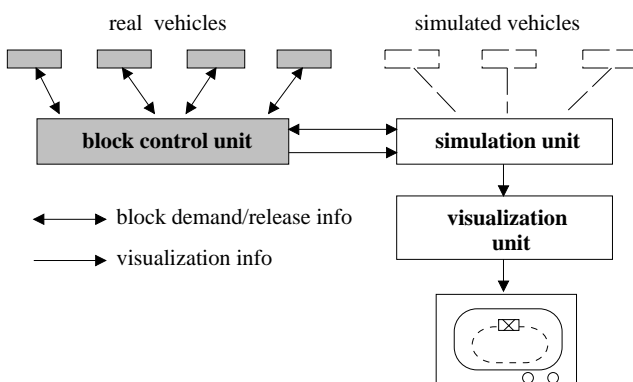 real vehicles
simulated vehicles
block control unit
simulation unit
block demand/release info
visualization info
visualization
unit